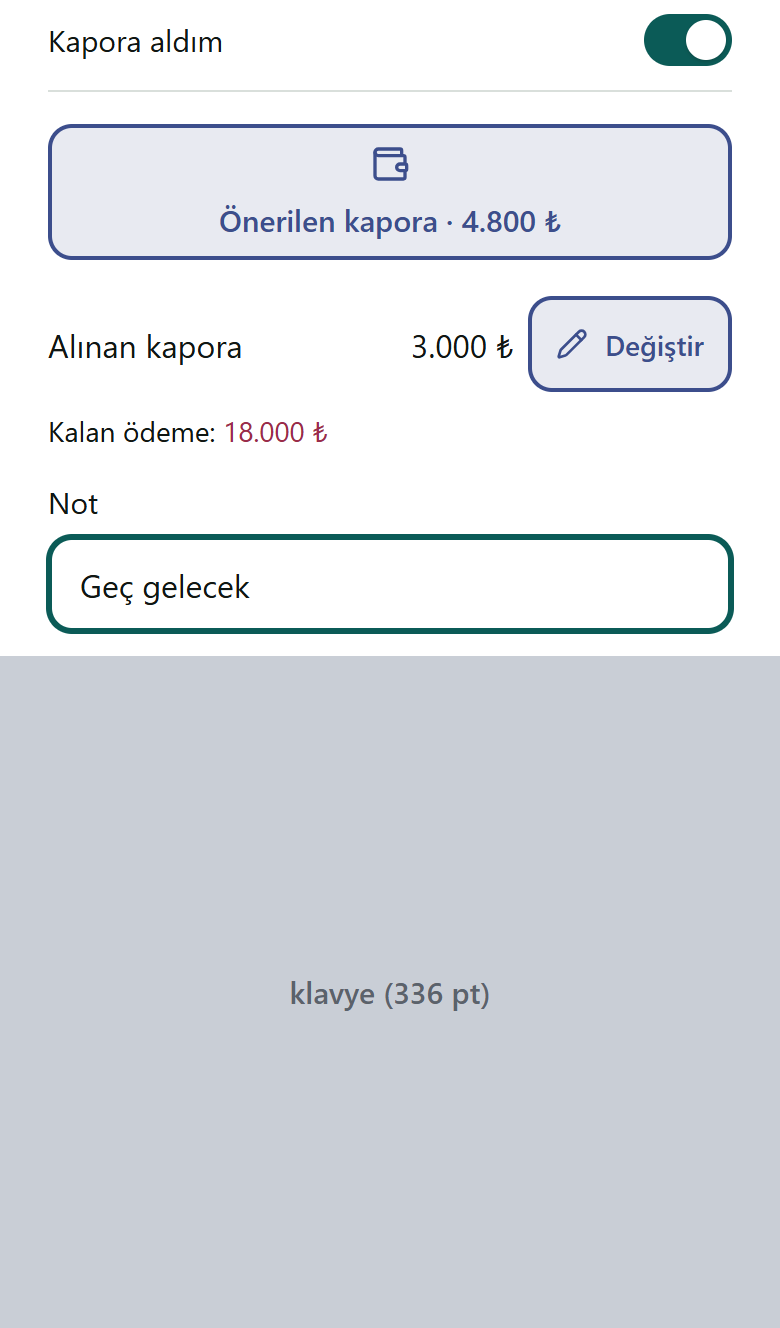 Kapora aldım
Önerilen kapora · 4.800 ₺
Alınan kapora 3.000 ₺ Değiştir
Kalan ödeme: 18.000 ₺
Not
Geç gelecek
klavye (336 pt)